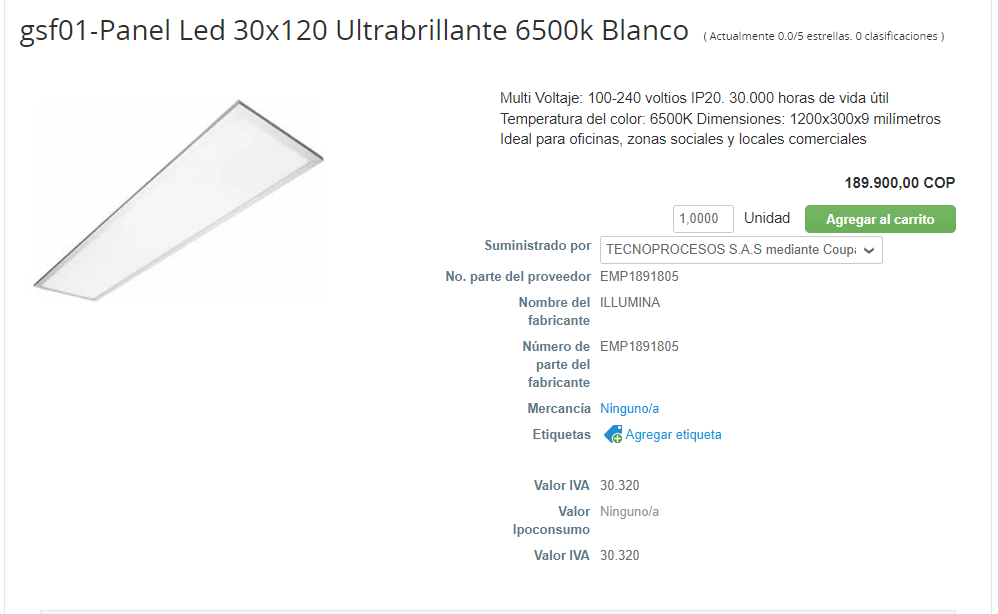 gsf01-Panel Led 30x120 Ultrabrillante 6500k Blanco ( Actualmente 0.0/5 estrellas. 0 clasificaciones )
Multi Voltaje: 100-240 voltios IP20. 30.000 horas de vida útil
Temperatura del color: 6500K Dimensiones: 1200x300x9 milímetros
Ideal para oficinas, zonas sociales y locales comerciales
189.900,00 COP
1,0000 Unidad Agregar al carrito
Suministrado por TECNOPROCESOS S.A.S mediante Coupa
No. parte del proveedor EMP1891805
Nombre del ILLUMINA
fabricante
Número de EMP1891805
parte del
fabricante
Mercancía Ninguno/a
Etiquetas Agregar etiqueta
Valor IVA 30.320
Valor Ninguno/a
Ipoconsumo
Valor IVA 30.320